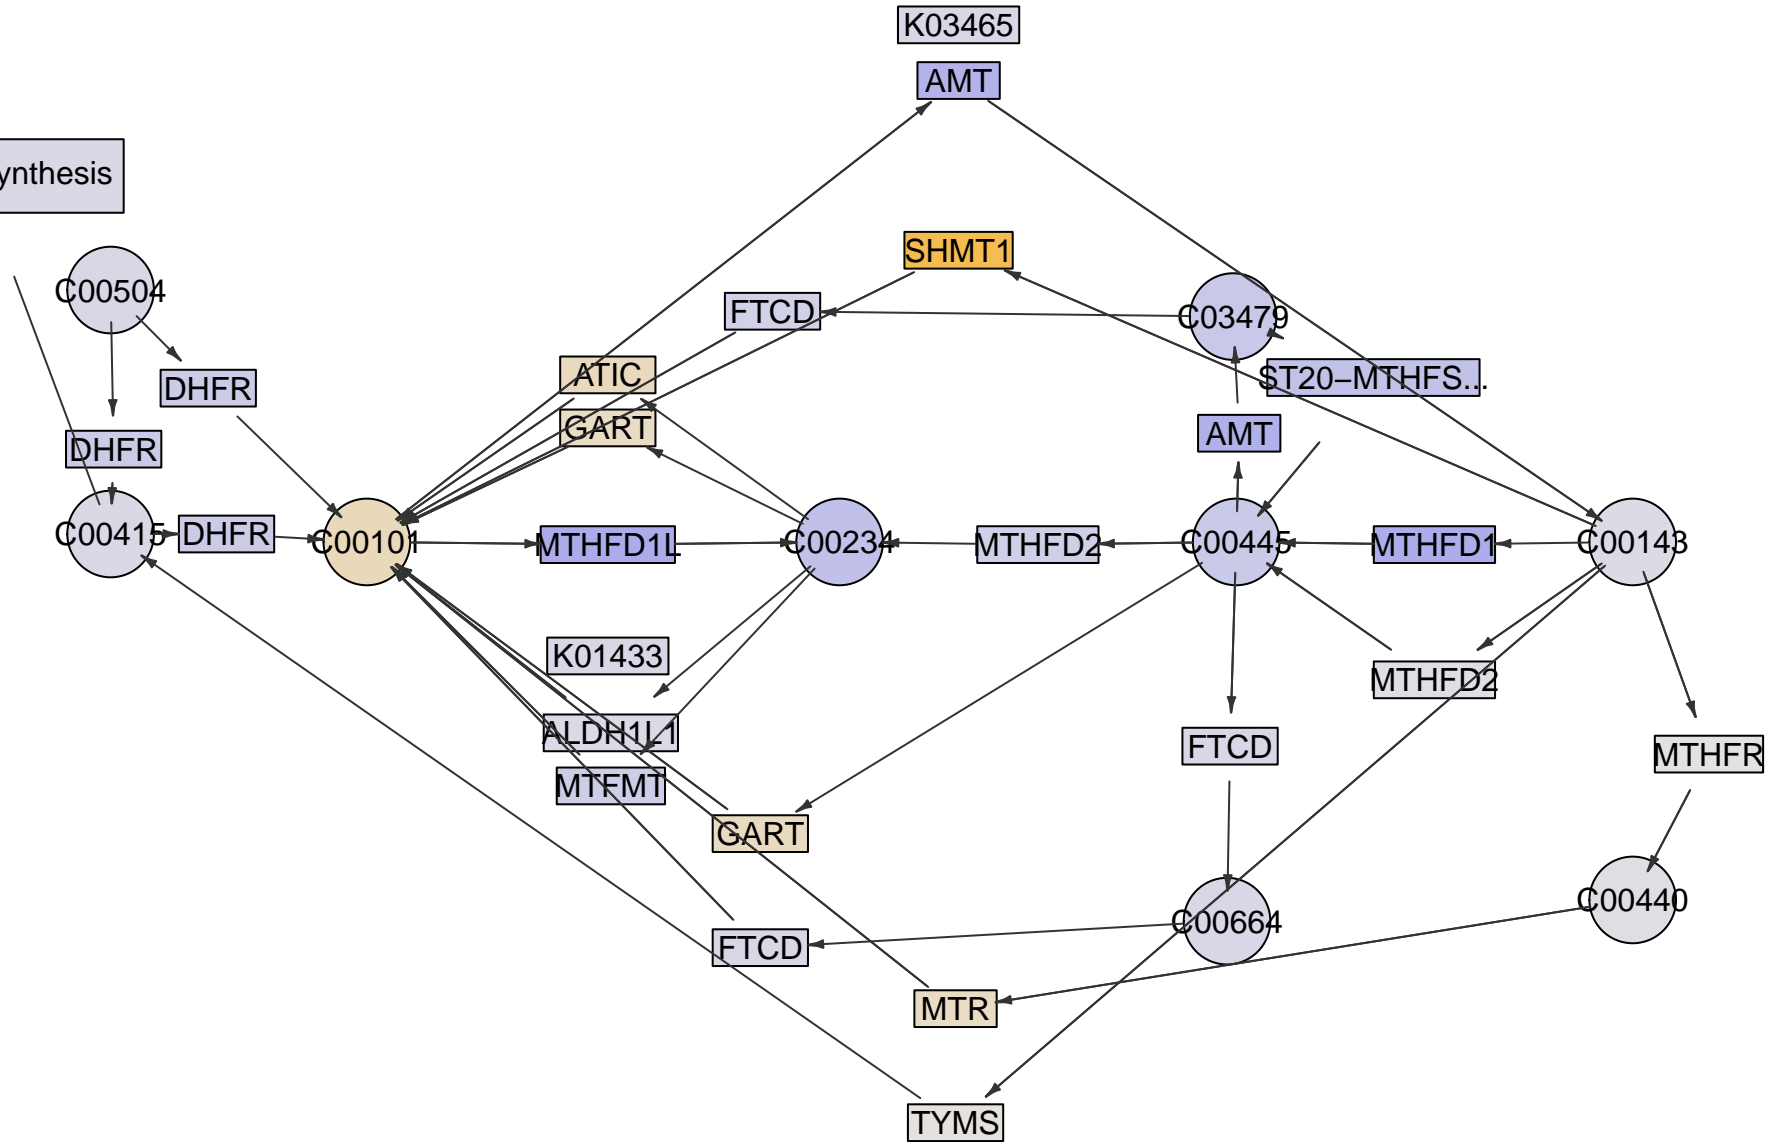 K03465
AMT
ynthesis
SHMT1
C00504
FTCD
C03479
ATIC
ST20−MTHFS...
DHFR
GART
AMT
DHFR
C00415
DHFR
C00101
MTHFD1L
C00234
MTHFD2
C00445
MTHFD1
C00143
K01433
MTHFD2
ALDH1L1
FTCD
MTHFR
MTFMT
GART
C00440
C00664
FTCD
MTR
TYMS